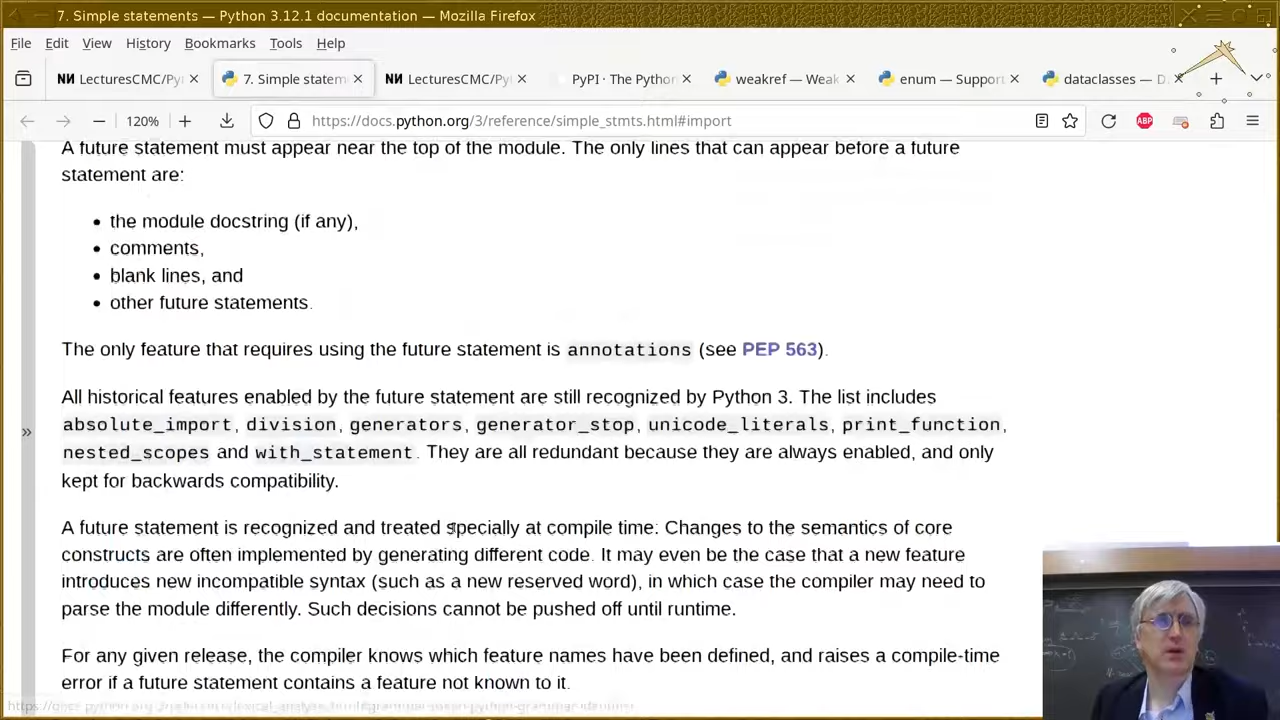 7. Simple statements — Python 3.12.1 documentation — Mozilla Firefox
File Edit View History Bookmarks Tools Help
LecturesCMC/Py 7. Simple statem LecturesCMC/Py PyPI · The Python weakref — Weak enum — Support dataclasses — D
120% https://docs.python.org/3/reference/simple_stmts.html#import ABP
A future statement must appear near the top of the module. The only lines that can appear before a future
statement are:
• the module docstring (if any),
• comments,
• blank lines, and
• other future statements.
The only feature that requires using the future statement is annotations (see PEP 563).
All historical features enabled by the future statement are still recognized by Python 3. The list includes
absolute_import, division, generators, generator_stop, unicode_literals, print_function,
nested_scopes and with_statement. They are all redundant because they are always enabled, and only
kept for backwards compatibility.
A future statement is recognized and treated specially at compile time: Changes to the semantics of core
constructs are often implemented by generating different code. It may even be the case that a new feature
introduces new incompatible syntax (such as a new reserved word), in which case the compiler may need to
parse the module differently. Such decisions cannot be pushed off until runtime.
For any given release, the compiler knows which feature names have been defined, and raises a compile-time
error if a future statement contains a feature not known to it.